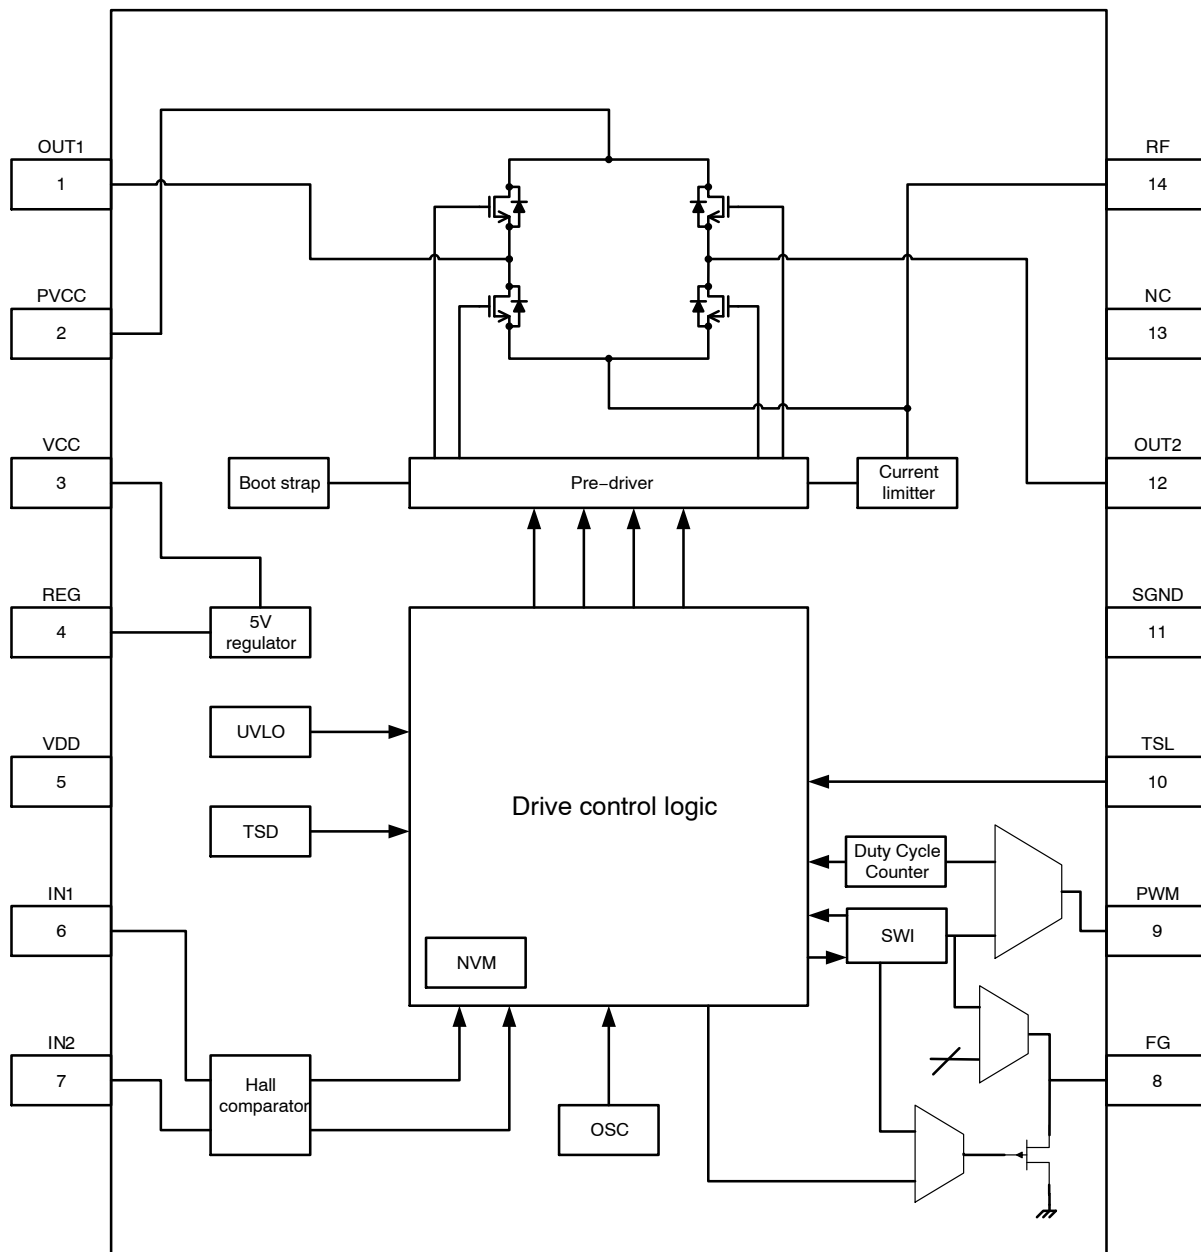 OUT1
1
PVCC
2
VCC
3
REG
4
VDD
5
IN1
6
IN2
7
RF
14
NC
13
OUT2
12
SGND
11
TSL
10
PWM
9
FG
8
Boot strap
Pre−driver
Current
limitter
5V
regulator
UVLO
TSD
Drive control logic
NVM
Duty Cycle
Counter
SWI
Hall
comparator
OSC